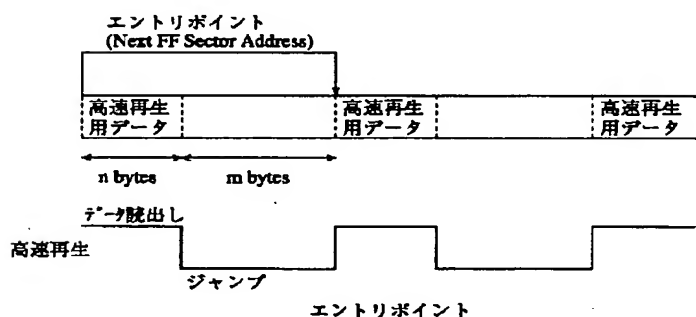 エントリポイント
(Next FF Sector Address)
高速再生
用データ
高速再生
用データ
高速再生
用データ
n bytes
m bytes
データ読出し
高速再生
ジャンプ
エントリポイント